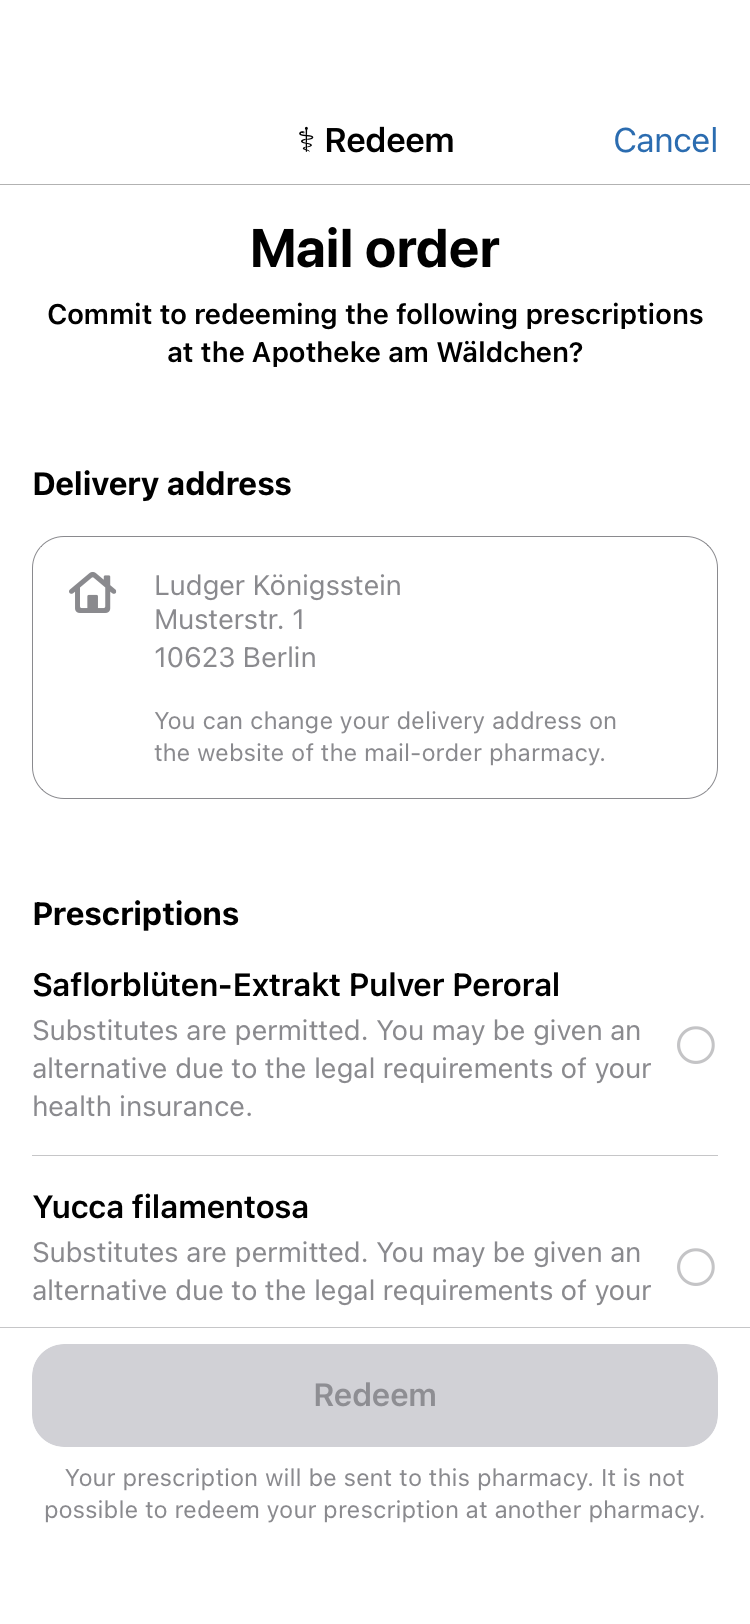 ⚕ Redeem
Cancel
Mail order
Commit to redeeming the following prescriptions
at the Apotheke am Wäldchen?
Delivery address
Ludger Königsstein
Musterstr. 1
10623 Berlin
You can change your delivery address on
the website of the mail-order pharmacy.
Prescriptions
Saflorblüten-Extrakt Pulver Peroral
Substitutes are permitted. You may be given an
alternative due to the legal requirements of your
health insurance.
Yucca filamentosa
Substitutes are permitted. You may be given an
alternative due to the legal requirements of your
Redeem
Your prescription will be sent to this pharmacy. It is not
possible to redeem your prescription at another pharmacy.